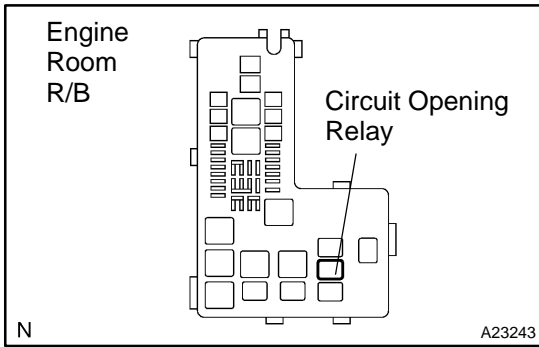 Engine
Room
R/B
Circuit Opening
Relay
N
A23243